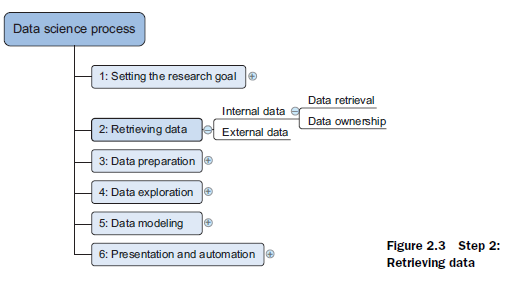 Data science process
1: Setting the research goal
Data retrieval
Internal data
Data ownership
2: Retrieving data
External data
3: Data preparation
4: Data exploration
5: Data modeling
6: Presentation and automation
Figure 2.3 Step 2:
Retrieving data